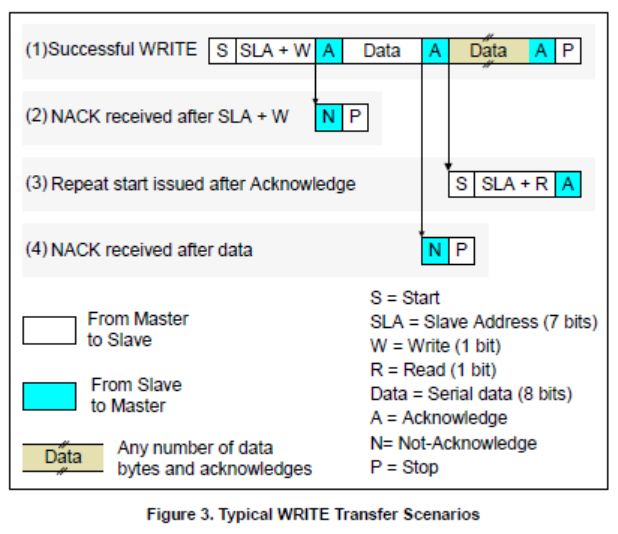 (1)Successful WRITE S SLA + W A Data A Data A P
(2) NACK received after SLA + W N P
(3) Repeat start issued after Acknowledge S SLA + R A
(4) NACK received after data N P
From Master
to Slave
From Slave
to Master
Data Any number of data
bytes and acknowledges
S = Start
SLA = Slave Address (7 bits)
W = Write (1 bit)
R = Read (1 bit)
Data = Serial data (8 bits)
A = Acknowledge
N= Not-Acknowledge
P = Stop
Figure 3. Typical WRITE Transfer Scenarios